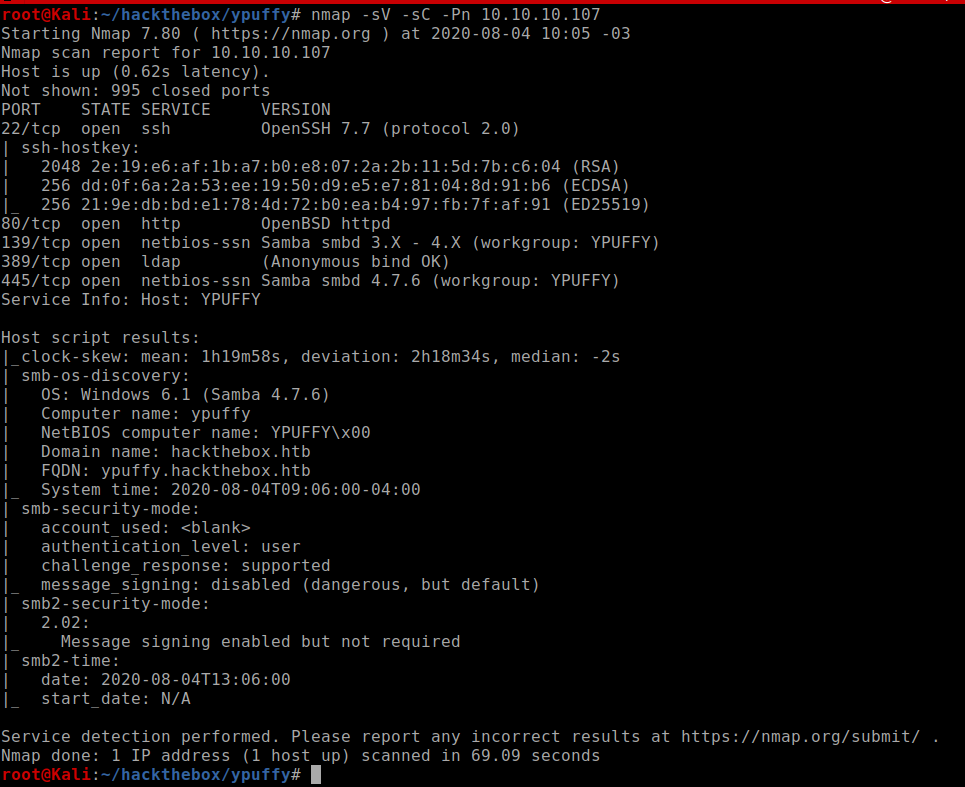 root@Kali:~/hackthebox/ypuffy# nmap -sV -sC -Pn 10.10.10.107
Starting Nmap 7.80 ( https://nmap.org ) at 2020-08-04 10:05 -03
Nmap scan report for 10.10.10.107
Host is up (0.62s latency).
Not shown: 995 closed ports
PORT    STATE SERVICE     VERSION
22/tcp  open  ssh         OpenSSH 7.7 (protocol 2.0)
| ssh-hostkey:
|   2048 2e:19:e6:af:1b:a7:b0:e8:07:2a:2b:11:5d:7b:c6:04 (RSA)
|   256 dd:0f:6a:2a:53:ee:19:50:d9:e5:e7:81:04:8d:91:b6 (ECDSA)
|_  256 21:9e:db:bd:e1:78:4d:72:b0:ea:b4:97:fb:7f:af:91 (ED25519)
80/tcp  open  http        OpenBSD httpd
139/tcp open  netbios-ssn Samba smbd 3.X - 4.X (workgroup: YPUFFY)
389/tcp open  ldap        (Anonymous bind OK)
445/tcp open  netbios-ssn Samba smbd 4.7.6 (workgroup: YPUFFY)
Service Info: Host: YPUFFY
Host script results:
|_clock-skew: mean: 1h19m58s, deviation: 2h18m34s, median: -2s
| smb-os-discovery:
|   OS: Windows 6.1 (Samba 4.7.6)
|   Computer name: ypuffy
|   NetBIOS computer name: YPUFFY\x00
|   Domain name: hackthebox.htb
|   FQDN: ypuffy.hackthebox.htb
|_  System time: 2020-08-04T09:06:00-04:00
| smb-security-mode:
|   account_used: <blank>
|   authentication_level: user
|   challenge_response: supported
|_  message_signing: disabled (dangerous, but default)
| smb2-security-mode:
|   2.02:
|_    Message signing enabled but not required
| smb2-time:
|   date: 2020-08-04T13:06:00
|_  start_date: N/A
Service detection performed. Please report any incorrect results at https://nmap.org/submit/ .
Nmap done: 1 IP address (1 host up) scanned in 69.09 seconds
root@Kali:~/hackthebox/ypuffy#